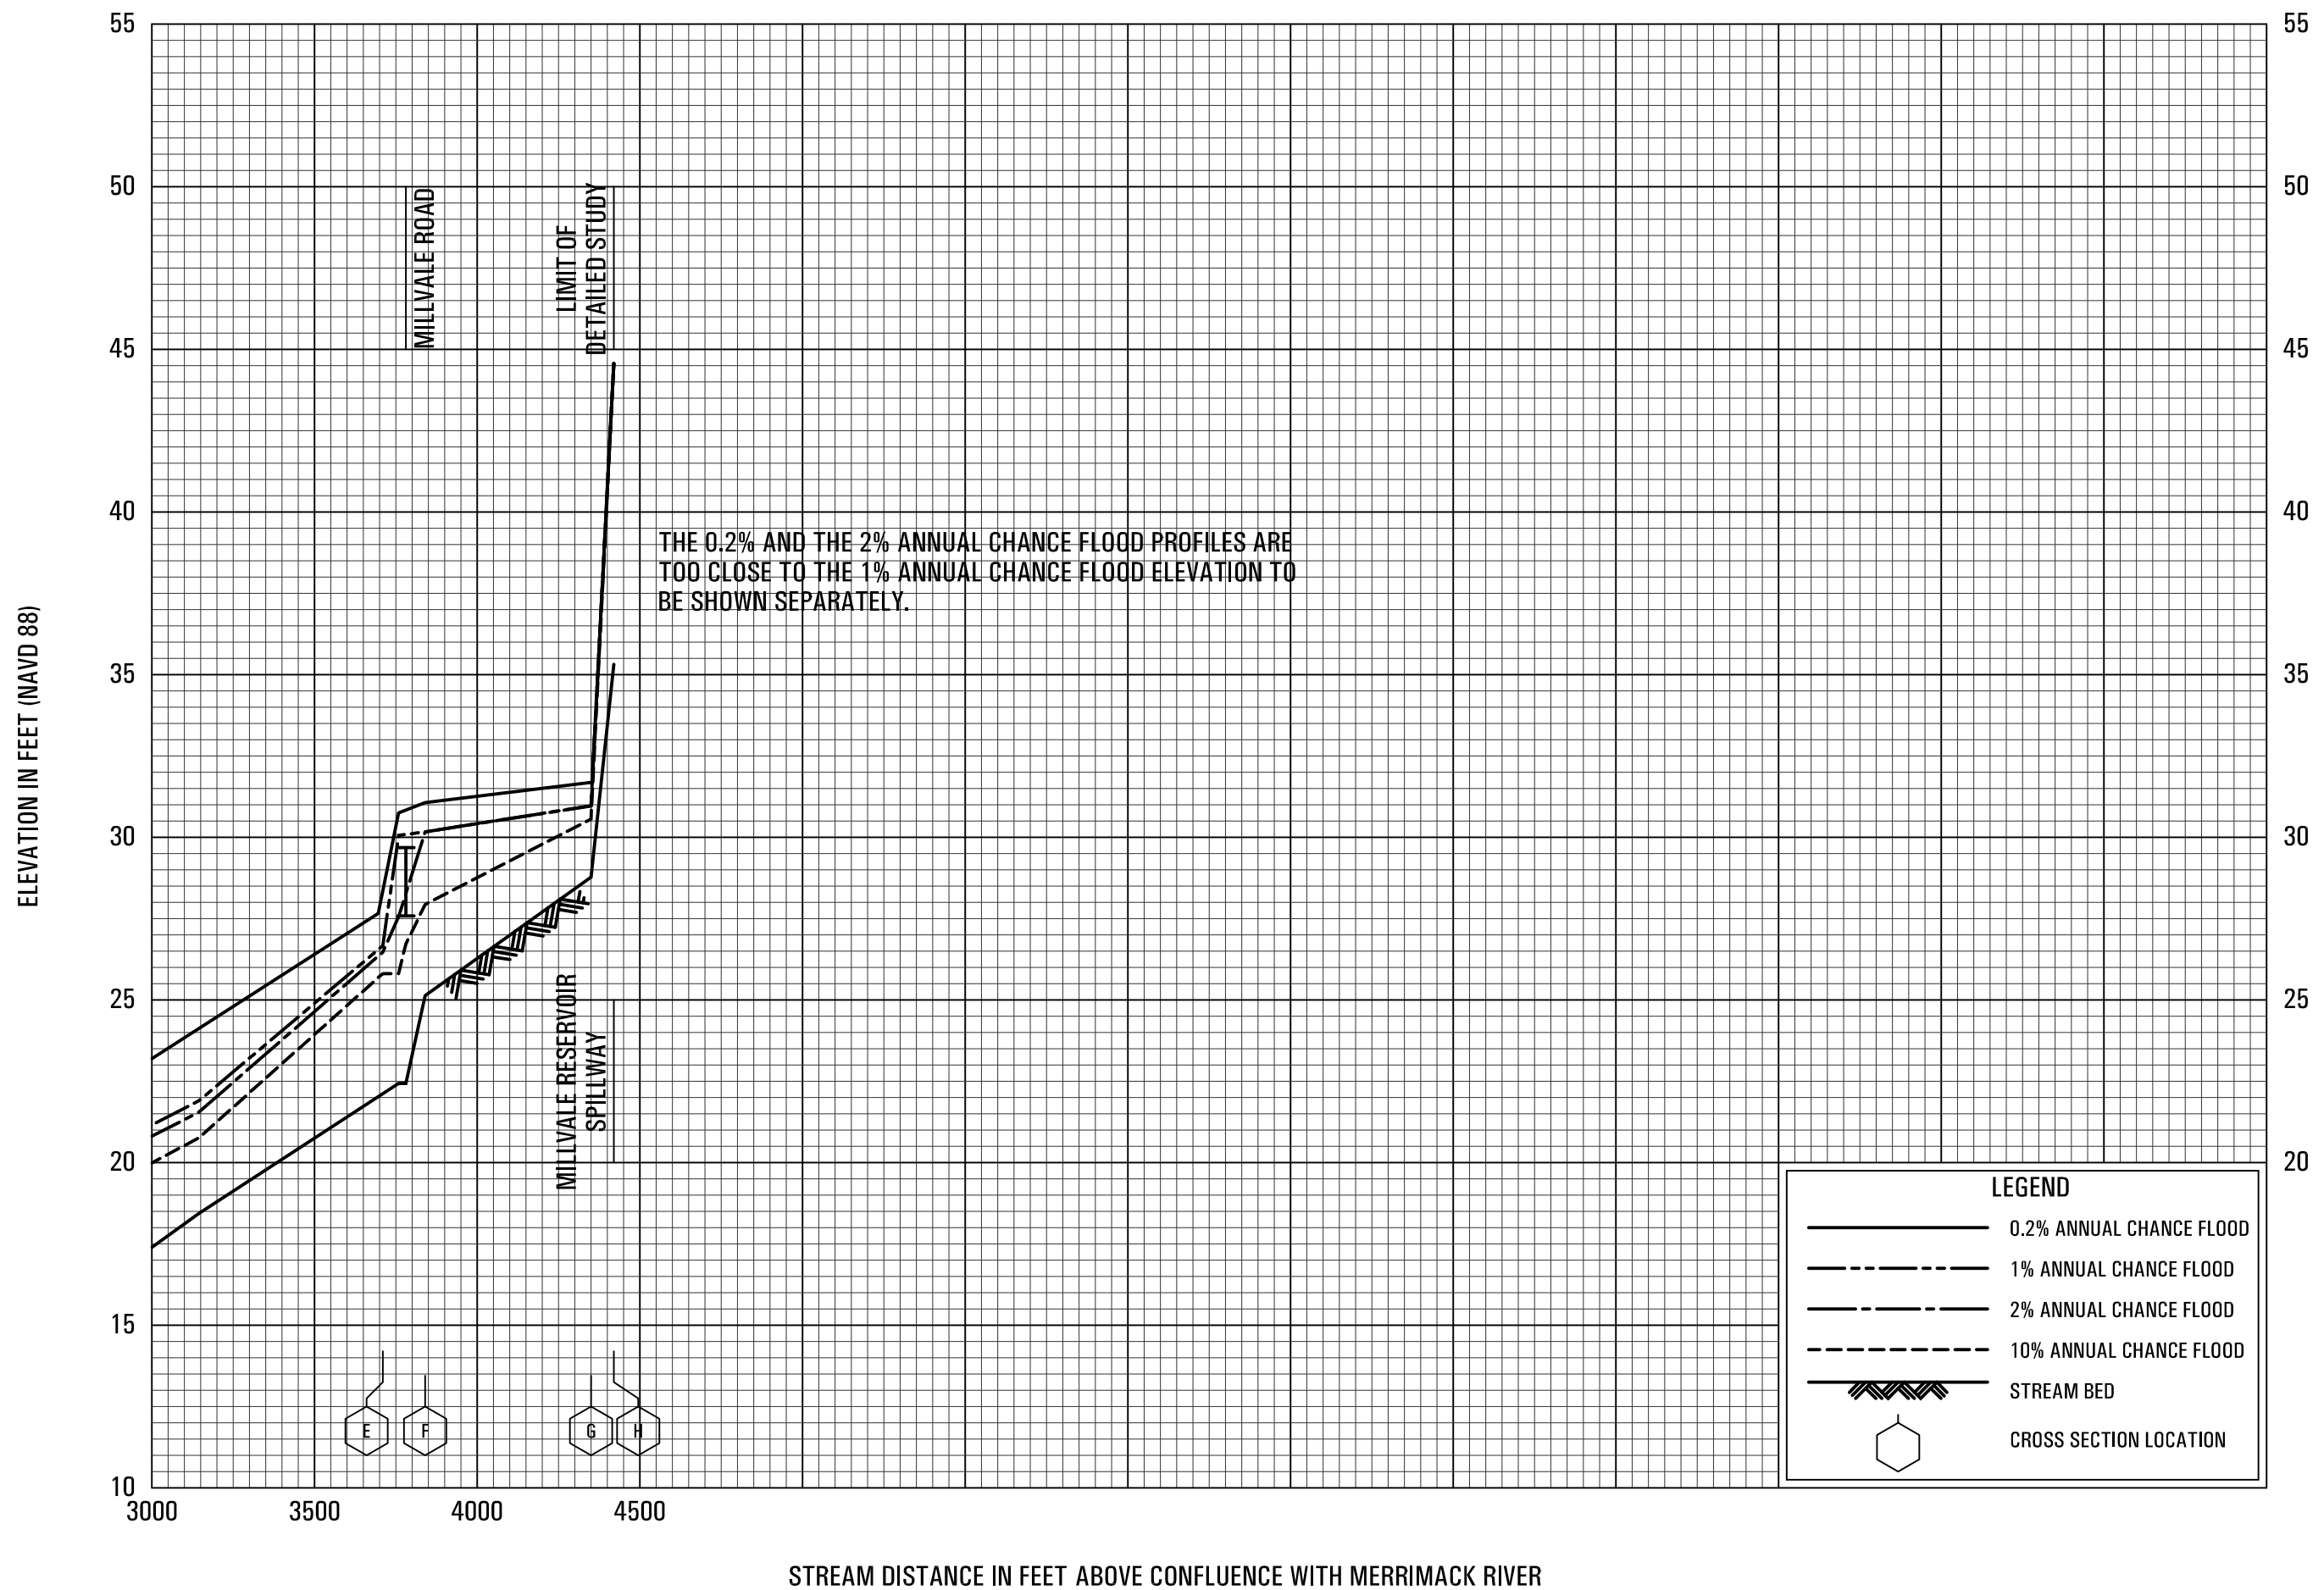 55
55
50
50
45
45
40
40
35
35
30
30
25
25
20
20
15
10
ELEVATION IN FEET (NAVD 88)
MILLVALE ROAD
LIMIT OF
DETAILED STUDY
THE 0.2% AND THE 2% ANNUAL CHANCE FLOOD PROFILES ARE
TOO CLOSE TO THE 1% ANNUAL CHANCE FLOOD ELEVATION TO
BE SHOWN SEPARATELY.
MILLVALE RESERVOIR
SPILLWAY
E
F
G
H
LEGEND
0.2% ANNUAL CHANCE FLOOD
1% ANNUAL CHANCE FLOOD
2% ANNUAL CHANCE FLOOD
10% ANNUAL CHANCE FLOOD
STREAM BED
CROSS SECTION LOCATION
3000
3500
4000
4500
STREAM DISTANCE IN FEET ABOVE CONFLUENCE WITH MERRIMACK RIVER